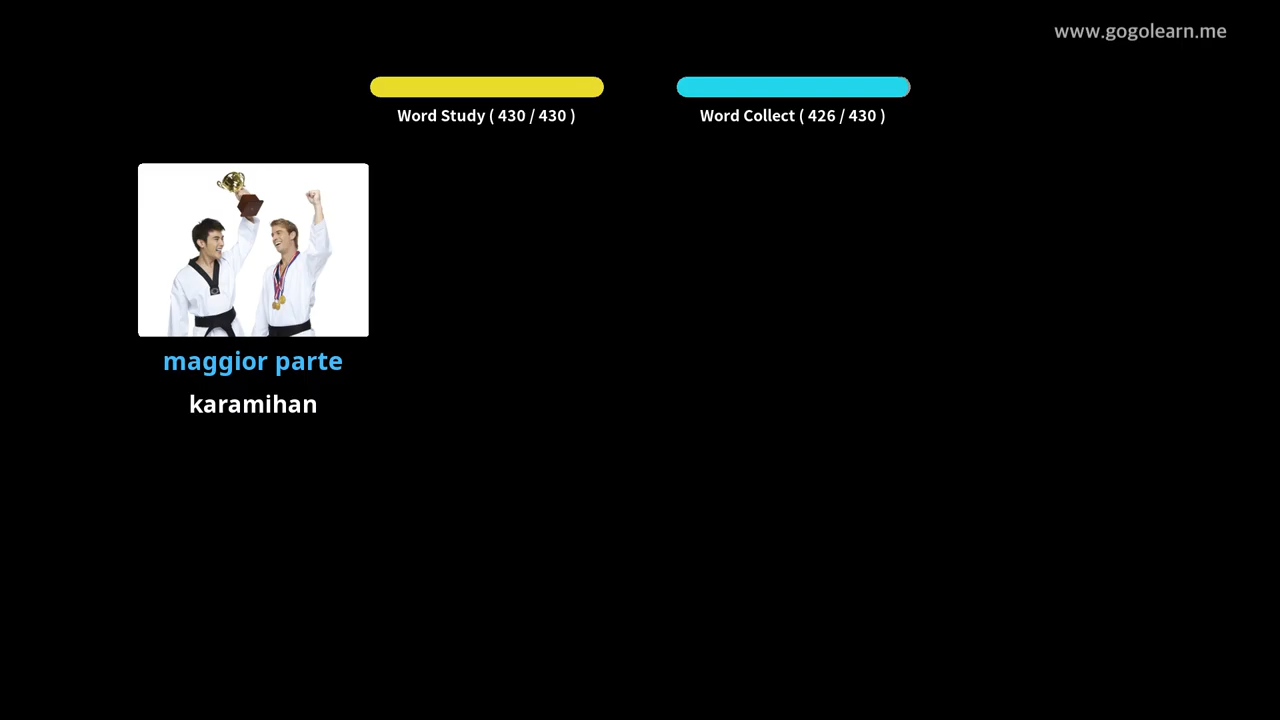 www.gogolearn.me
Word Study ( 430 / 430 )
Word Collect ( 426 / 430 )
maggior parte
karamihan